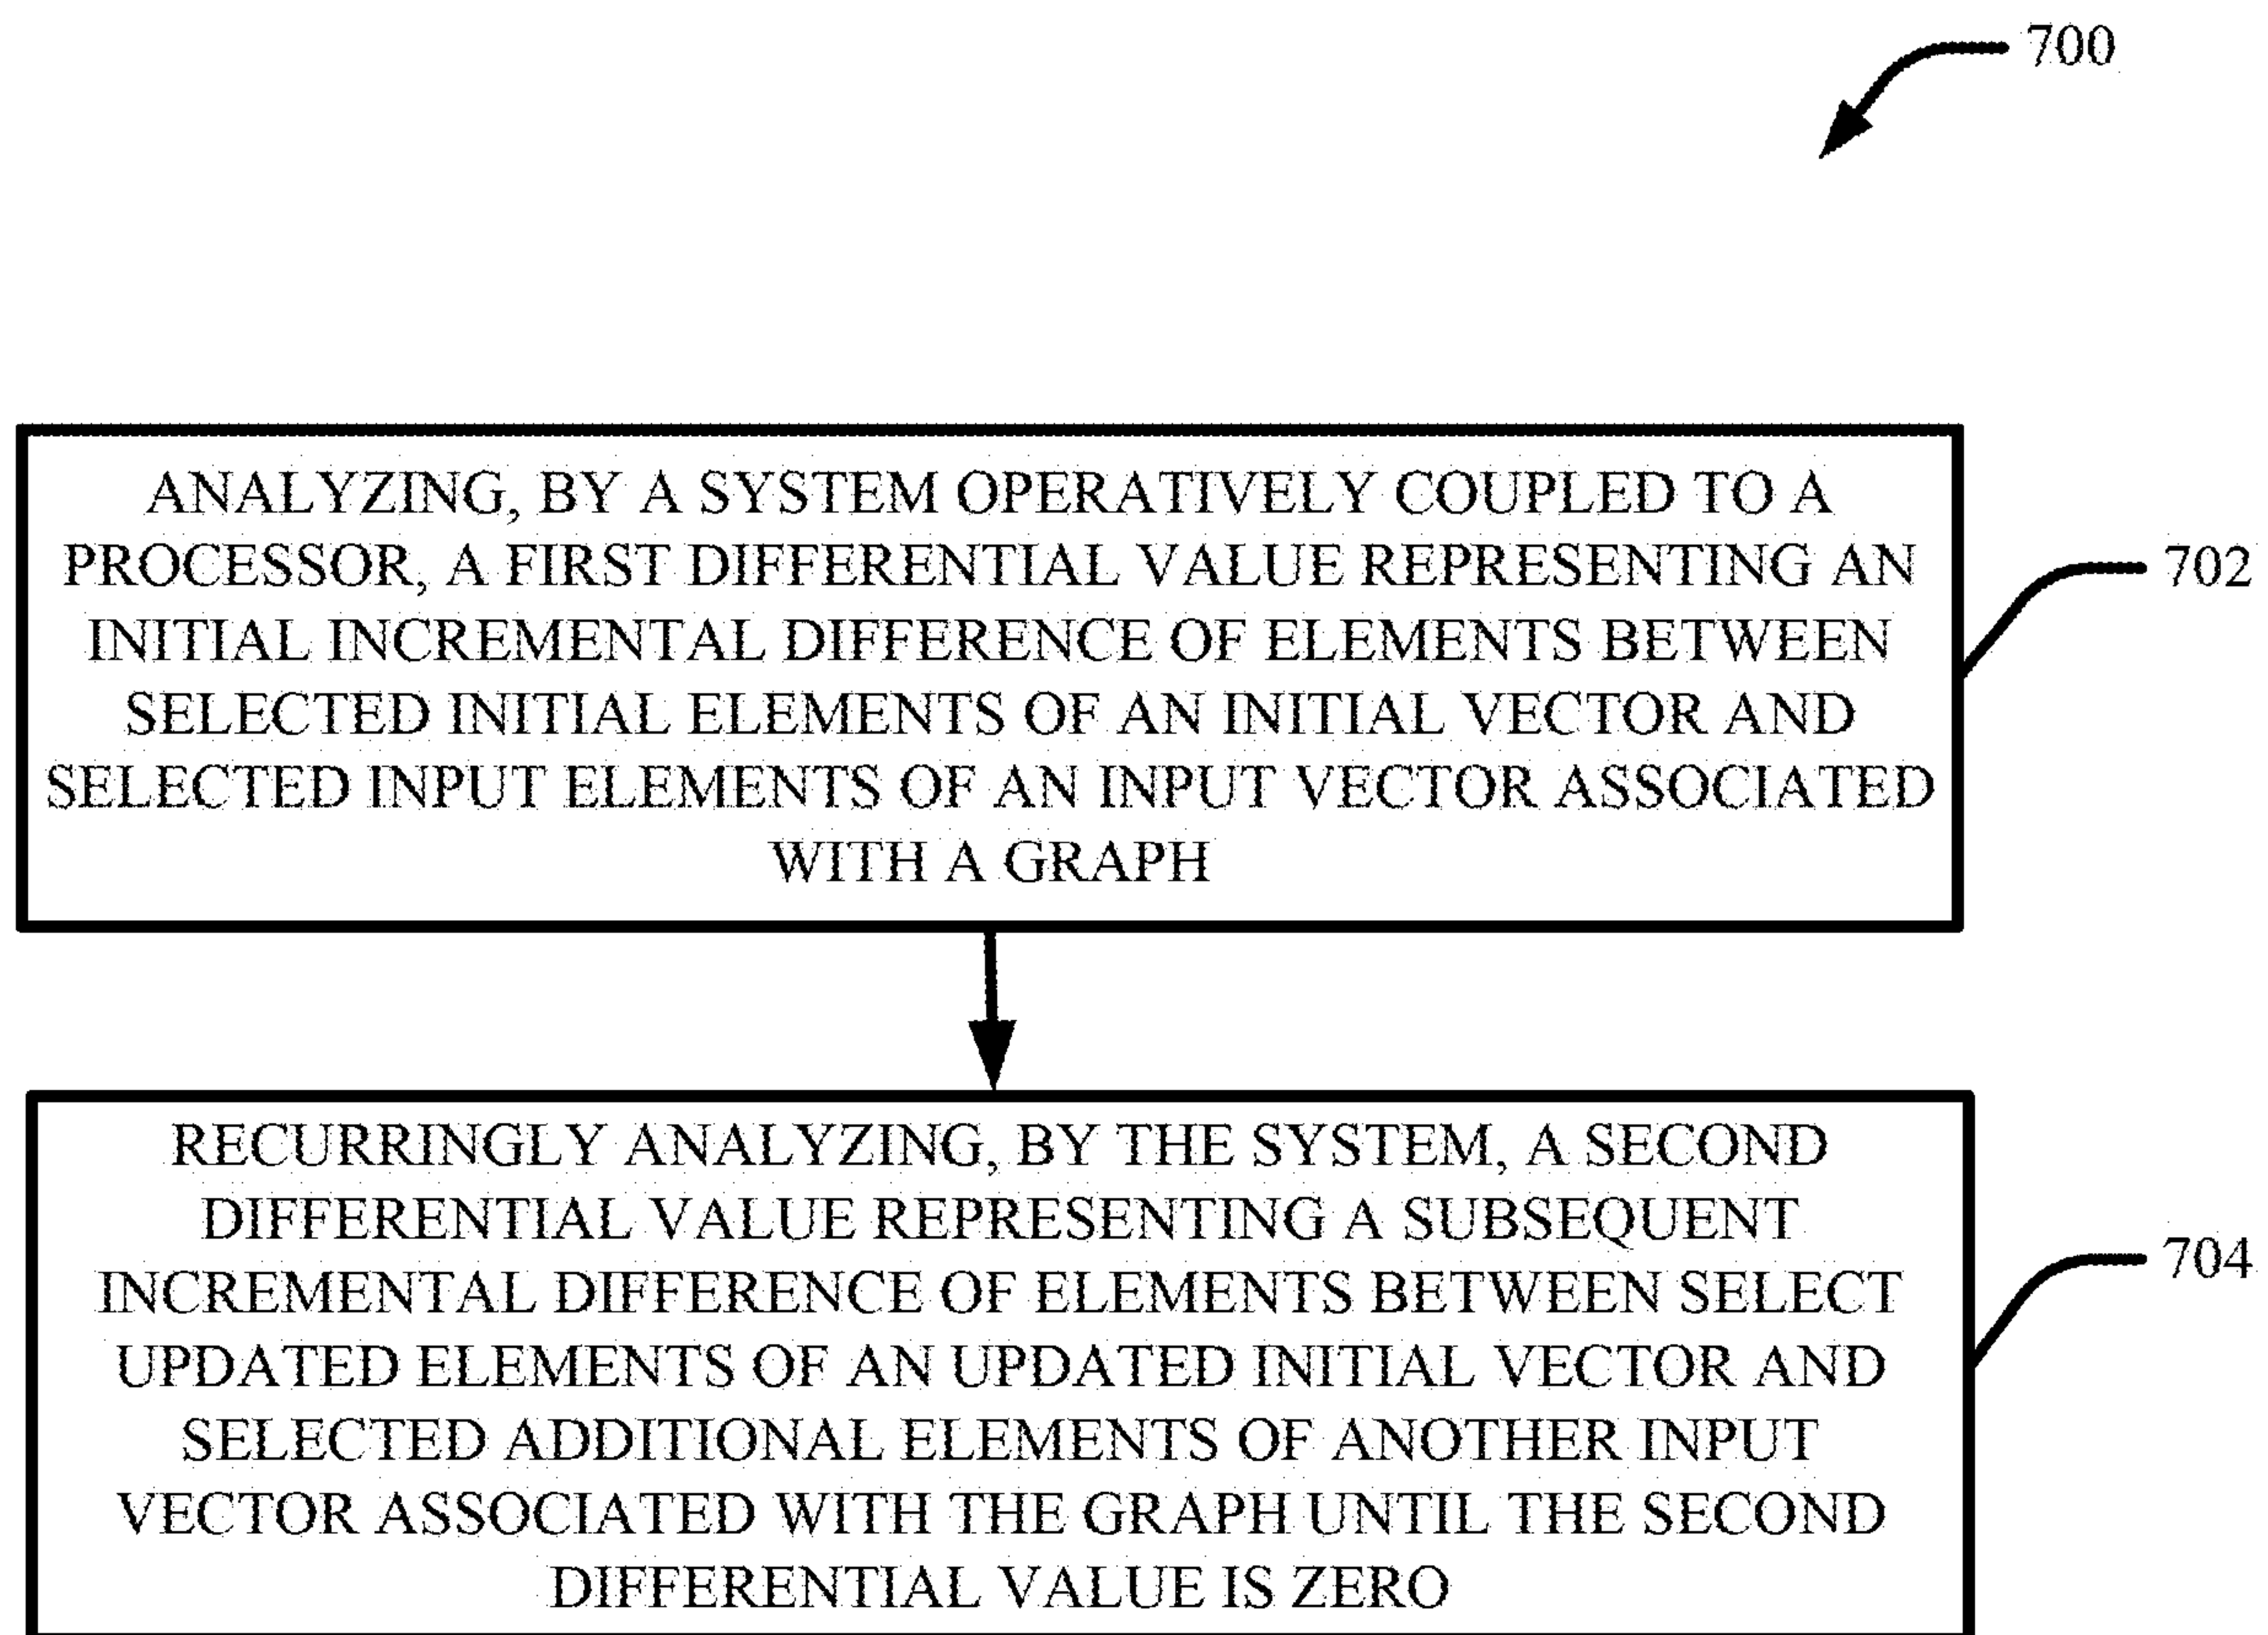 700
ANALYZING, BY A SYSTEM OPERATIVELY COUPLED TO A
PROCESSOR, A FIRST DIFFERENTIAL VALUE REPRESENTING AN
INITIAL INCREMENTAL DIFFERENCE OF ELEMENTS BETWEEN
SELECTED INITIAL ELEMENTS OF AN INITIAL VECTOR AND
SELECTED INPUT ELEMENTS OF AN INPUT VECTOR ASSOCIATED
WITH A GRAPH
702
RECURRINGLY ANALYZING, BY THE SYSTEM, A SECOND
DIFFERENTIAL VALUE REPRESENTING A SUBSEQUENT
INCREMENTAL DIFFERENCE OF ELEMENTS BETWEEN SELECT
UPDATED ELEMENTS OF AN UPDATED INITIAL VECTOR AND
SELECTED ADDITIONAL ELEMENTS OF ANOTHER INPUT
VECTOR ASSOCIATED WITH THE GRAPH UNTIL THE SECOND
DIFFERENTIAL VALUE IS ZERO
704